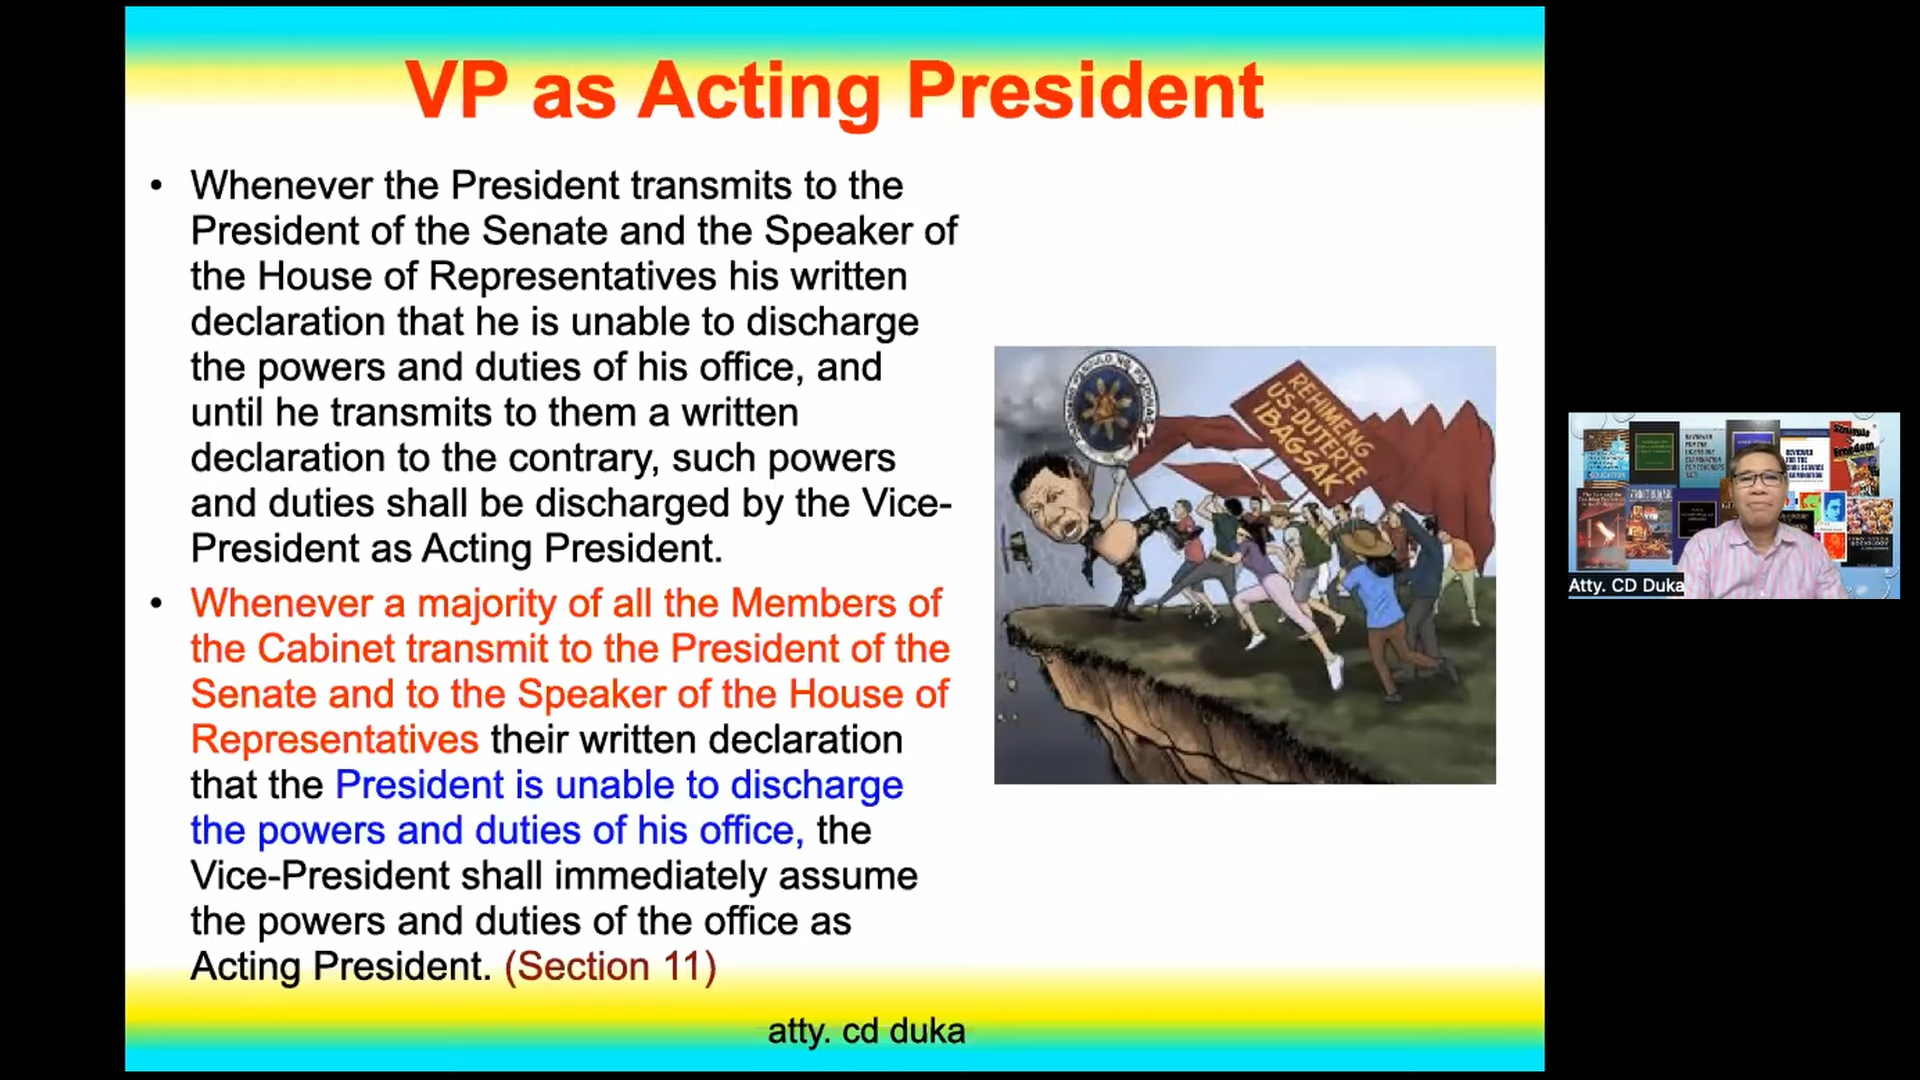 VP as Acting President
• Whenever the President transmits to the
President of the Senate and the Speaker of
the House of Representatives his written
declaration that he is unable to discharge
the powers and duties of his office, and
until he transmits to them a written
declaration to the contrary, such powers
and duties shall be discharged by the Vice-
President as Acting President.
• Whenever a majority of all the Members of
the Cabinet transmit to the President of the
Senate and to the Speaker of the House of
Representatives their written declaration
that the President is unable to discharge
the powers and duties of his office, the
Vice-President shall immediately assume
the powers and duties of the office as
Acting President. (Section 11)
REHIMENG
US-DUTERTE
IBAGSAK
atty. cd duka
Atty. CD Duka